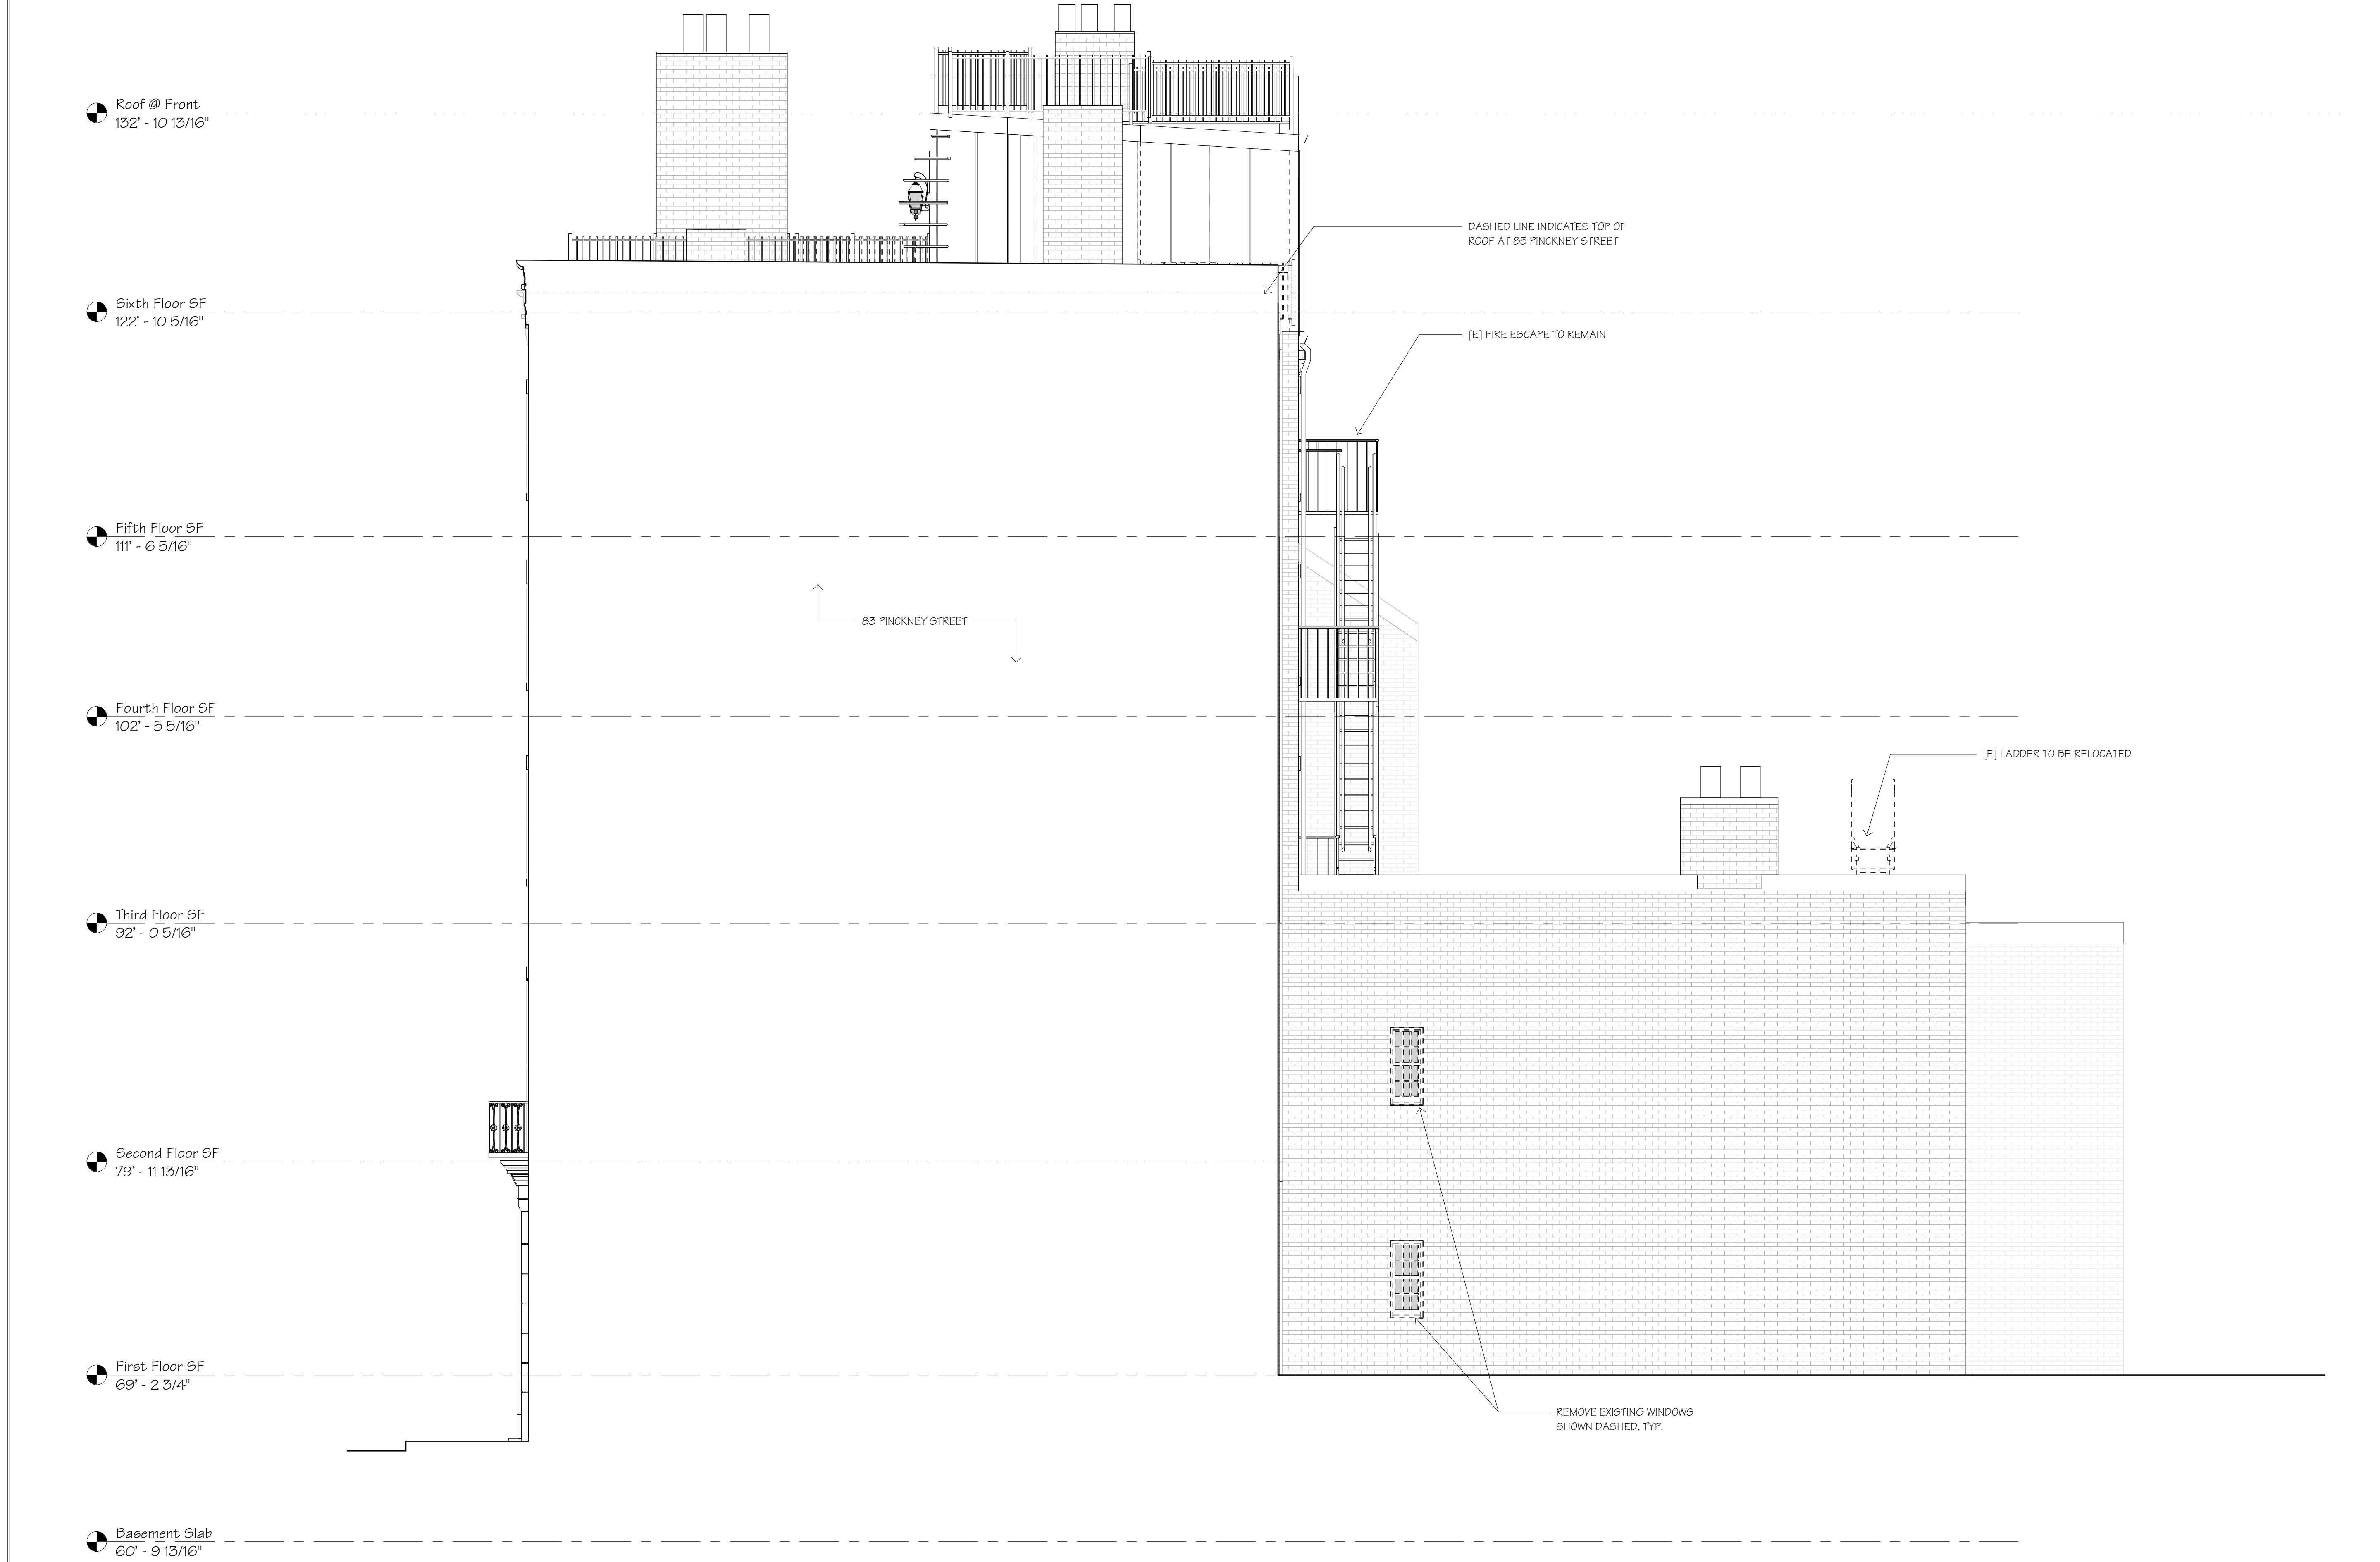 Roof @ Front
132' - 10 13/16"
DASHED LINE INDICATES TOP OF
ROOF AT 85 PINCKNEY STREET
Sixth Floor SF
122' - 10 5/16"
[E] FIRE ESCAPE TO REMAIN
Fifth Floor SF
111' - 6 5/16"
83 PINCKNEY STREET
Fourth Floor SF
102' - 5 5/16"
[E] LADDER TO BE RELOCATED
Third Floor SF
92' - 0 5/16"
Second Floor SF
79' - 11 13/16"
First Floor SF
69' - 2 3/4"
REMOVE EXISTING WINDOWS
SHOWN DASHED, TYP.
Basement Slab
60' - 9 13/16"